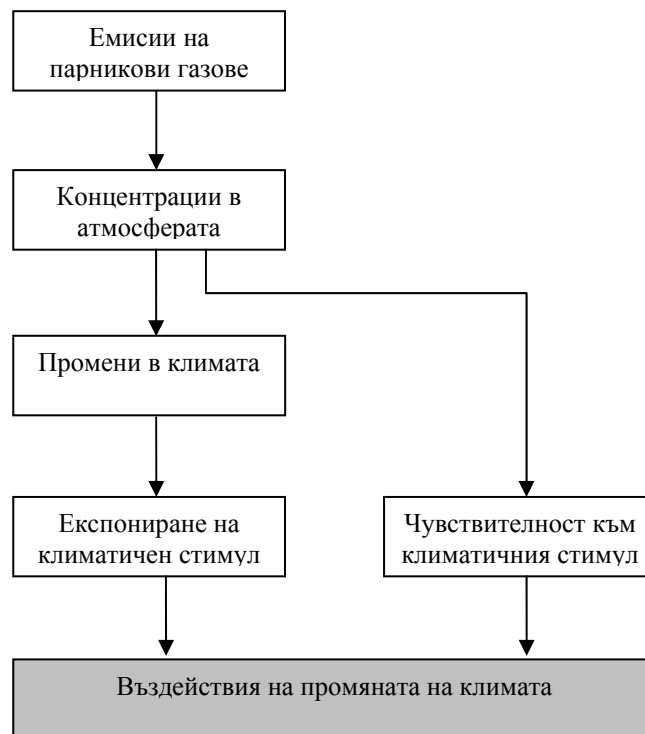 Емисии на
парникови газове
Концентрации в
атмосферата
Промени в климата
Експониране на
климатичен стимул
Чувствителност към
климатичния стимул
Въздействия на промяната на климата